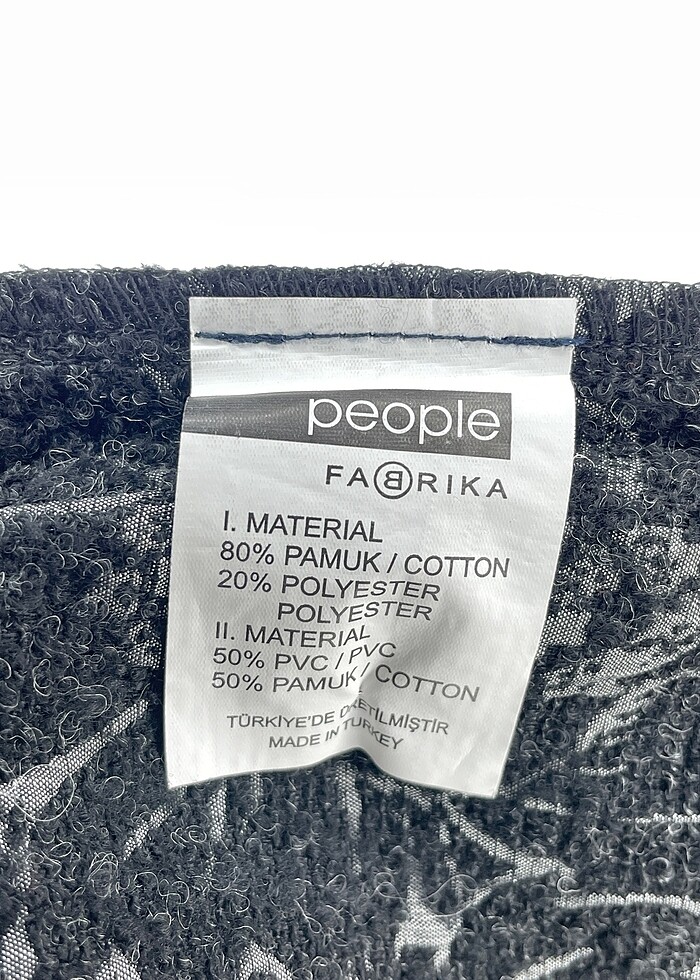 people
FABRIKA
I. MATERIAL
80% PAMUK / COTTON
20% POLYESTER
POLYESTER
II. MATERIAL
50% PVC / PVC
50% PAMUK / COTTON
TÜRKİYE'DE
MADE IN TURKEY